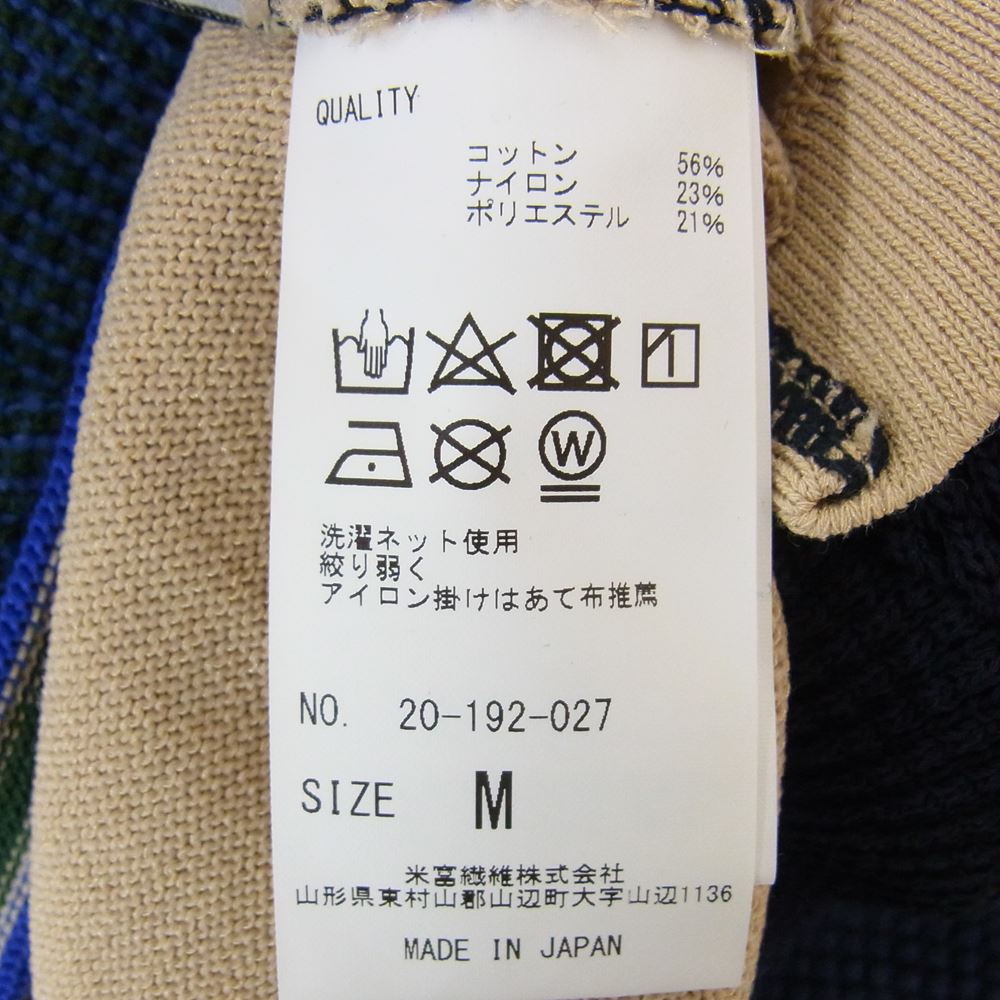 QUALITY
コットン 56%
ナイロン 23%
ポリエステル 21%
W
洗濯ネット使用
絞り弱く
アイロン掛けはあて布推薦
NO. 20-192-027
SIZE M
米富繊維株式会社
山形県東村山郡山辺町大字山辺1136
MADE IN JAPAN